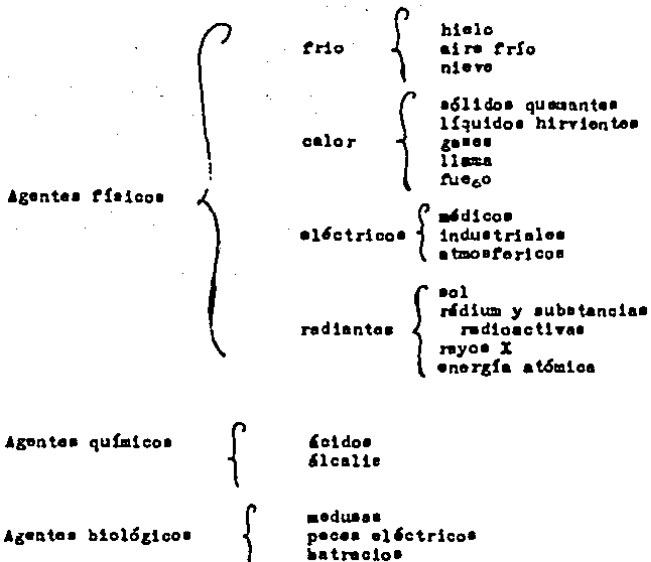 frio
hielo
aire frío
nieve
calor
sólidos quemantes
líquidos hirvientes
gases
llama
fuego
Agentes físicos
eléctricos
médicos
industriales
atmosfericos
radiantes
sol
rádium y substancias
radioactivas
rayos X
energía atómica
Agentes químicos
ácidos
álcalis
Agentes biológicos
medusas
peces eléctricos
batracios